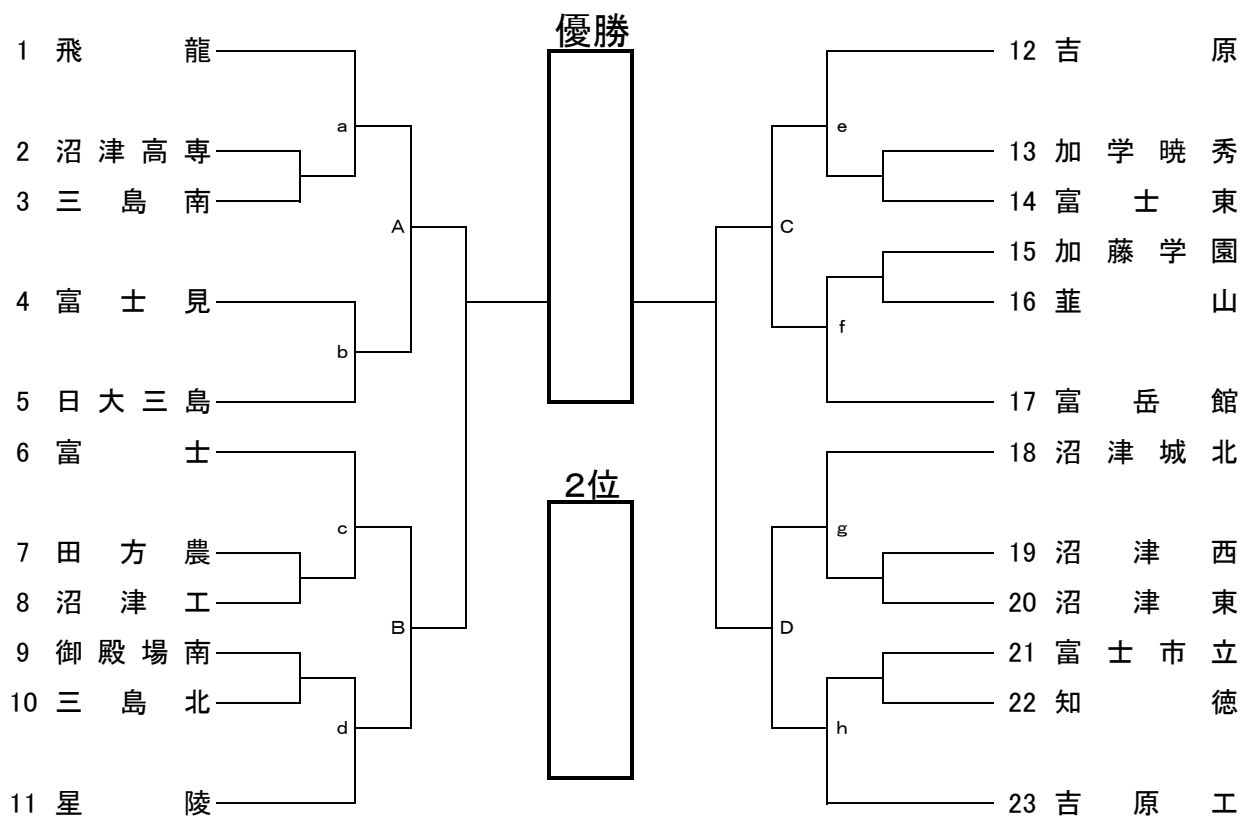 優勝
1 飛龍
a
2 沼津高専
3 三島南
A
4 富士見
b
5 日大三島
6 富士
c
7 田方農
8 沼津工
B
9 御殿場南
10 三島北
d
11 星陵
2位
12 吉原
e
13 加学暁秀
14 富士東
C
15 加藤学園
16 韮山
f
17 富岳館
18 沼津城北
g
19 沼津西
20 沼津東
D
21 富士市立
22 知徳
h
23 吉原工